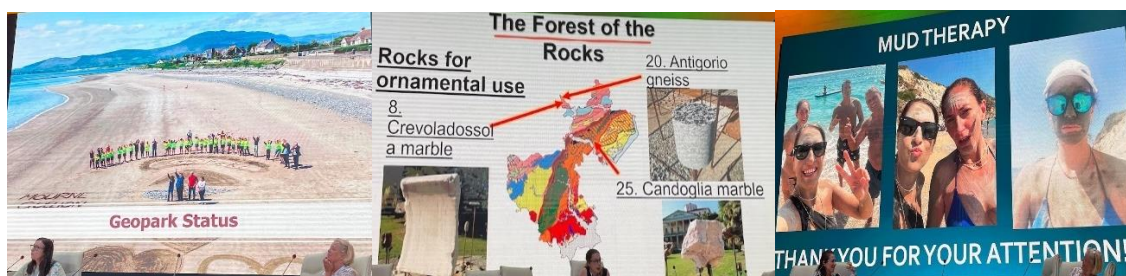 MOURNE
Geopark Status
The Forest of the
Rocks
Rocks for
ornamental use
8.
Crevoladossol
a marble
20. Antigorio
gneiss
25. Candoglia marble
MUD THERAPY
THANK YOU FOR YOUR ATTENTION!